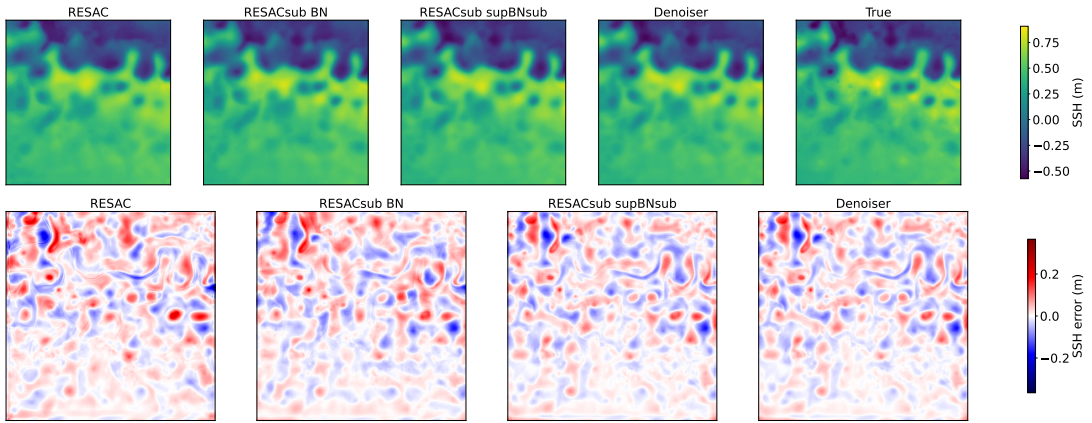 RESAC
RESACsub BN
RESACsub supBNsub
Denoiser
True
0.75
0.50
0.25
0.00
−0.25
−0.50
SSH (m)
RESAC
RESACsub BN
RESACsub supBNsub
Denoiser
0.2
0.0
−0.2
SSH error (m)